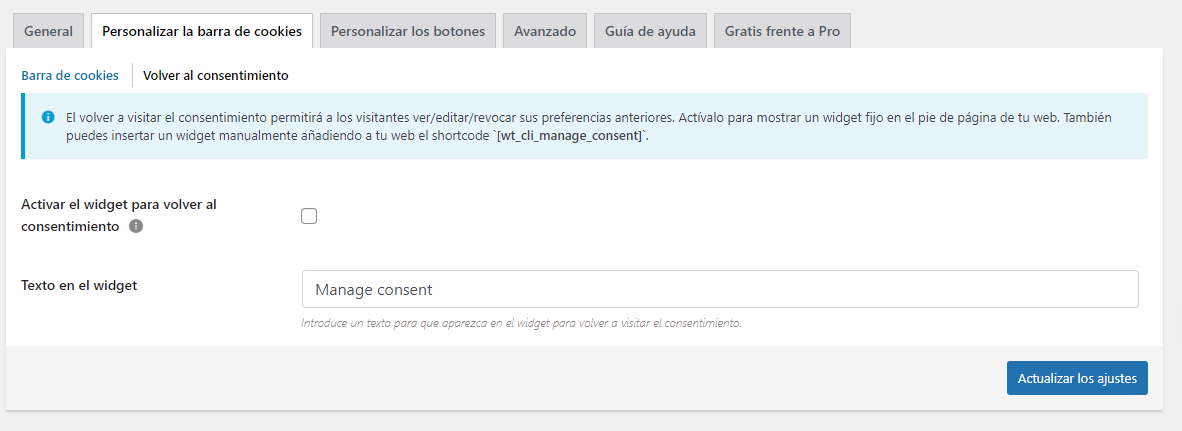 General
Personalizar la barra de cookies
Personalizar los botones
Avanzado
Guía de ayuda
Gratis frente a Pro
Barra de cookies
Volver al consentimiento
El volver a visitar el consentimiento permitirá a los visitantes ver/editar/revocar sus preferencias anteriores. Actívalo para mostrar un widget fijo en el pie de página de tu web. También
puedes insertar un widget manualmente añadiendo a tu web el shortcode `[wt_cli_manage_consent]`.
Activar el widget para volver al
consentimiento
Texto en el widget
Manage consent
Introduce un texto para que aparezca en el widget para volver a visitar el consentimiento.
Actualizar los ajustes